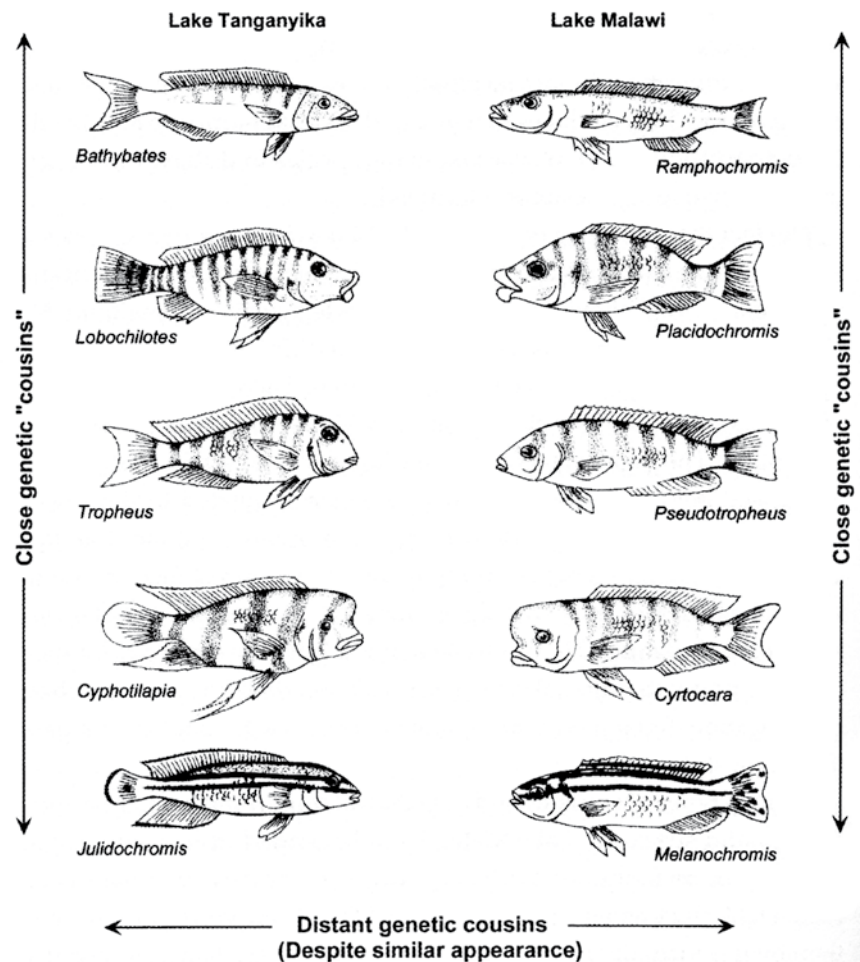 Lake Tanganyika
Lake Malawi
Close genetic "cousins"
Close genetic "cousins"
Bathybates
Ramphochromis
Lobochilotes
Placidochromis
Tropheus
Pseudotropheus
Cyphotilapia
Cyrtocara
Julidochromis
Melanochromis
Distant genetic cousins
(Despite similar appearance)